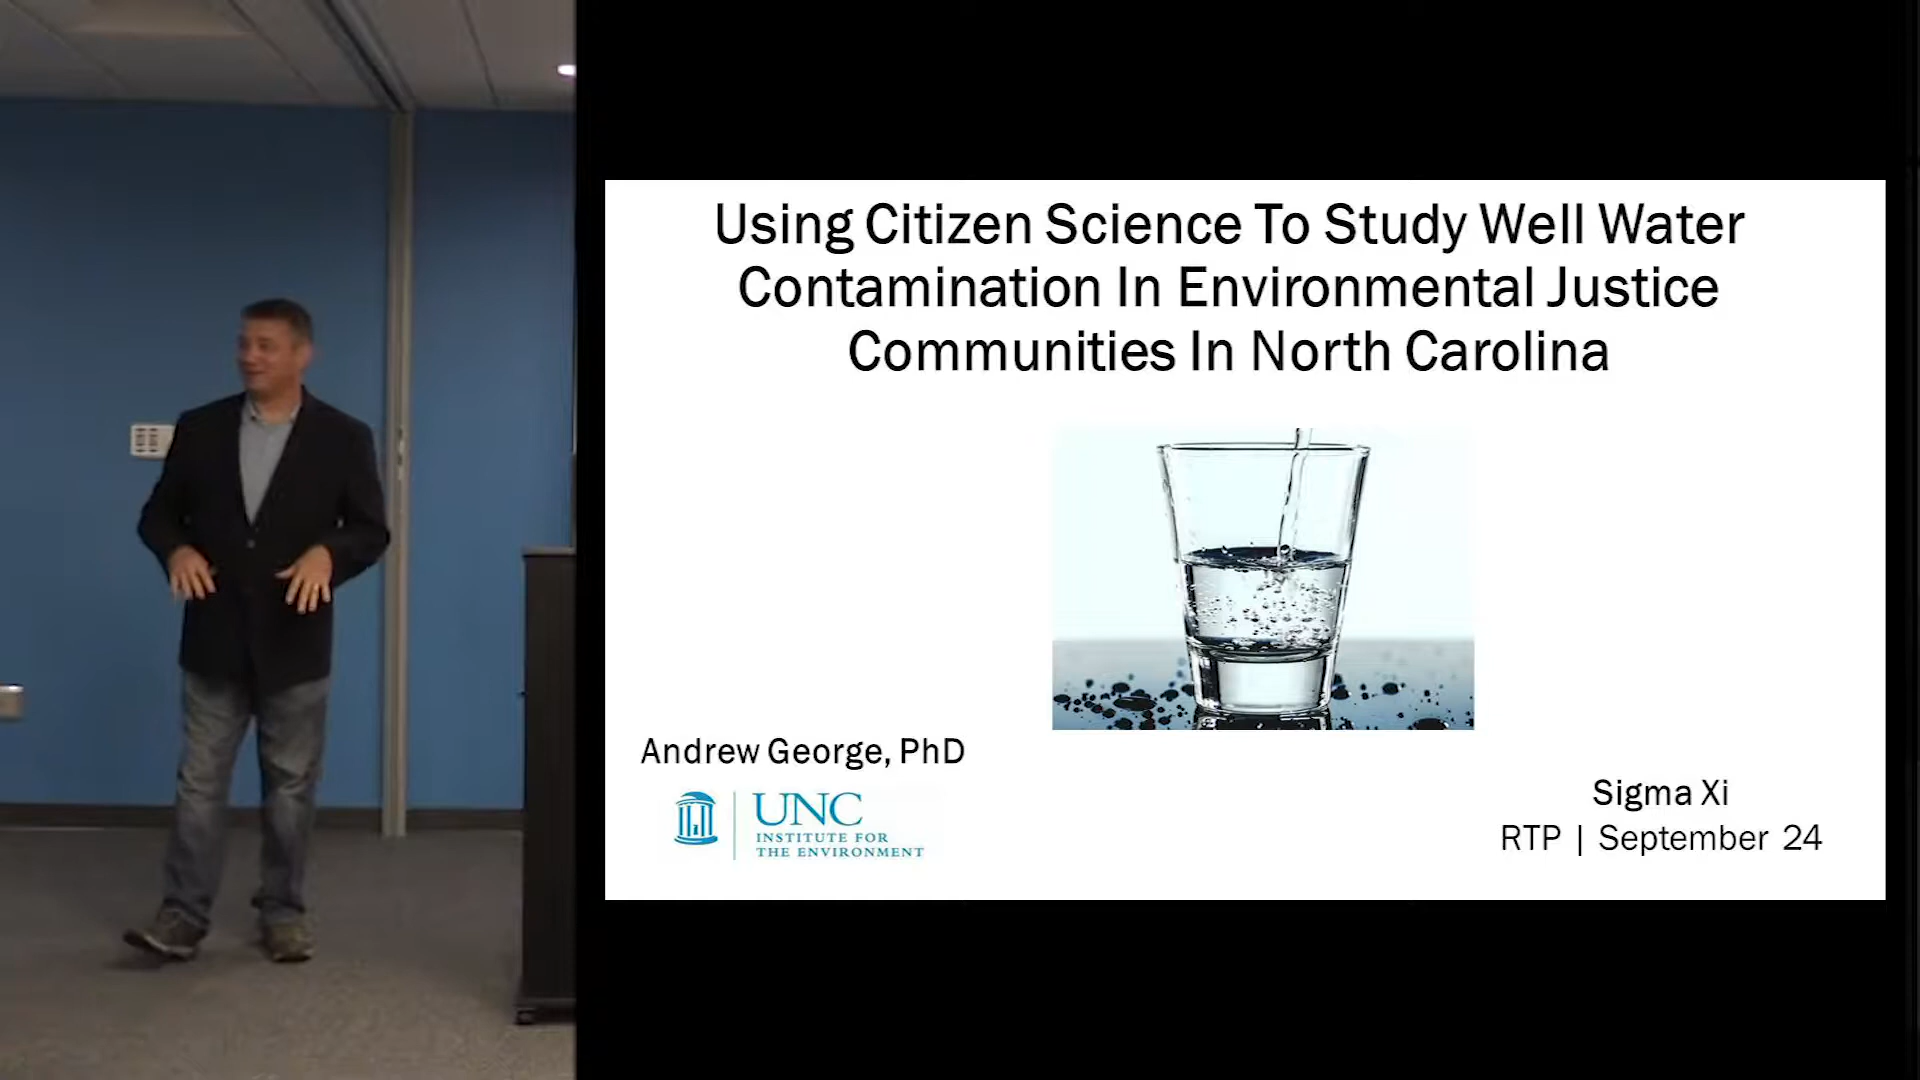 Using Citizen Science To Study Well Water
Contamination In Environmental Justice
Communities In North Carolina
Andrew George, PhD
UNC
INSTITUTE FOR
THE ENVIRONMENT
Sigma Xi
RTP | September 24